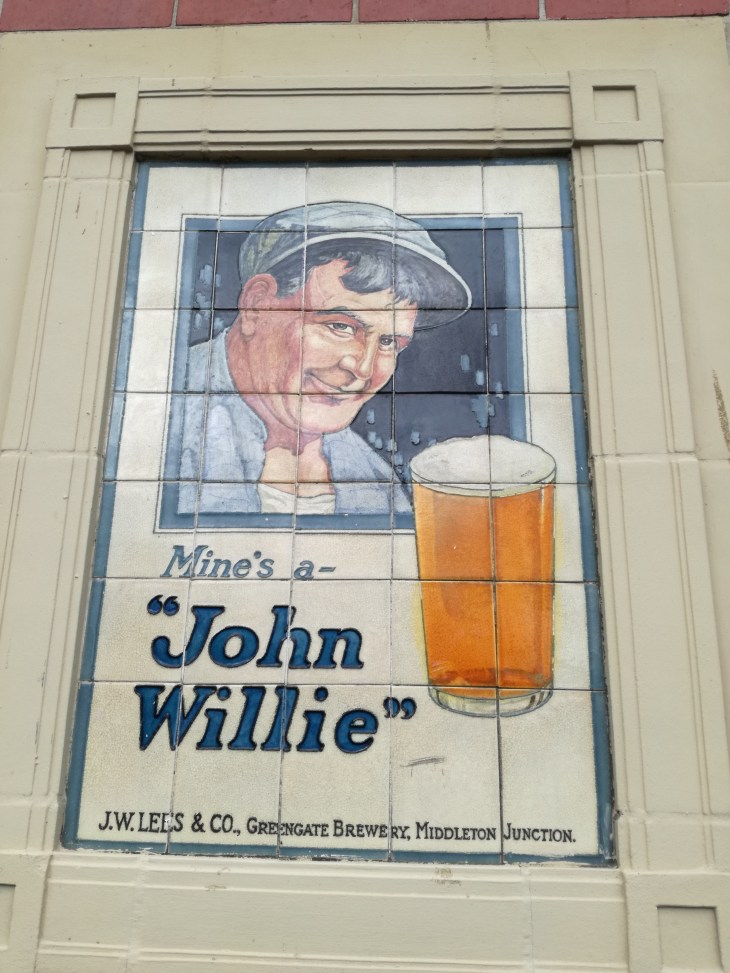 Mine's a-
“John
Willie”
J.W. LEES & CO., GREENGATE BREWERY, MIDDLETON JUNCTION.